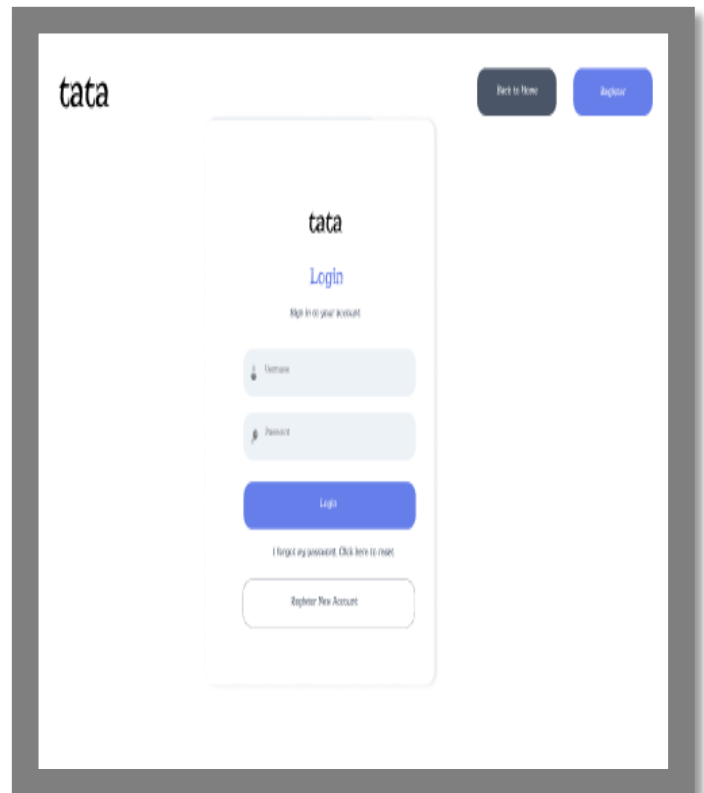 tata
Back to Home
Register
tata
Login
Sign in to your account
Username
Password
Login
I forgot my password. Click here to reset
Register New Account